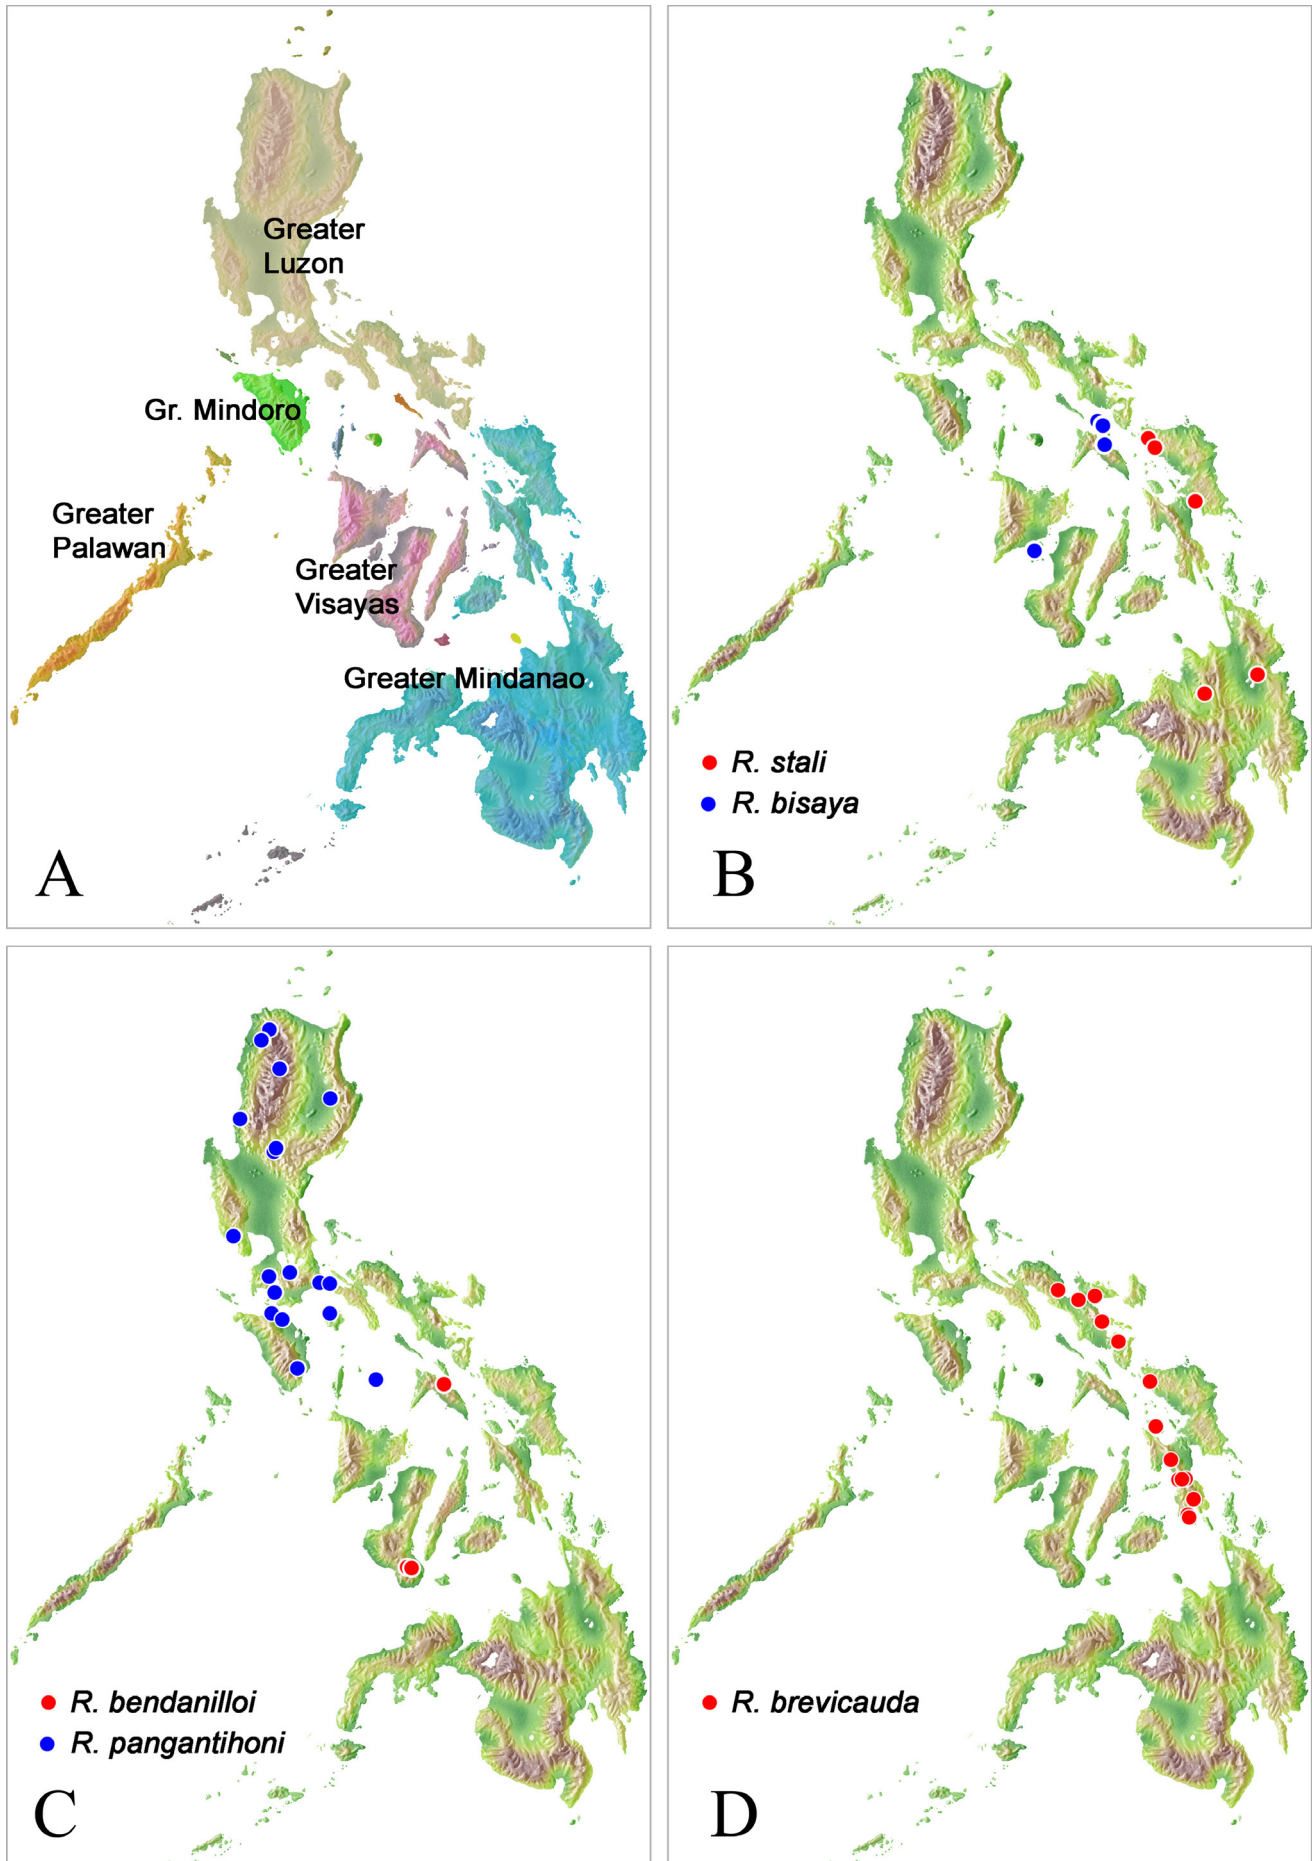 Greater
Luzon
Gr. Mindoro
Greater
Palawan
Greater
Visayas
Greater Mindanao
A
R. stali
R. bisaya
B
R. bendanilloi
R. pangantihoni
C
R. brevicauda
D